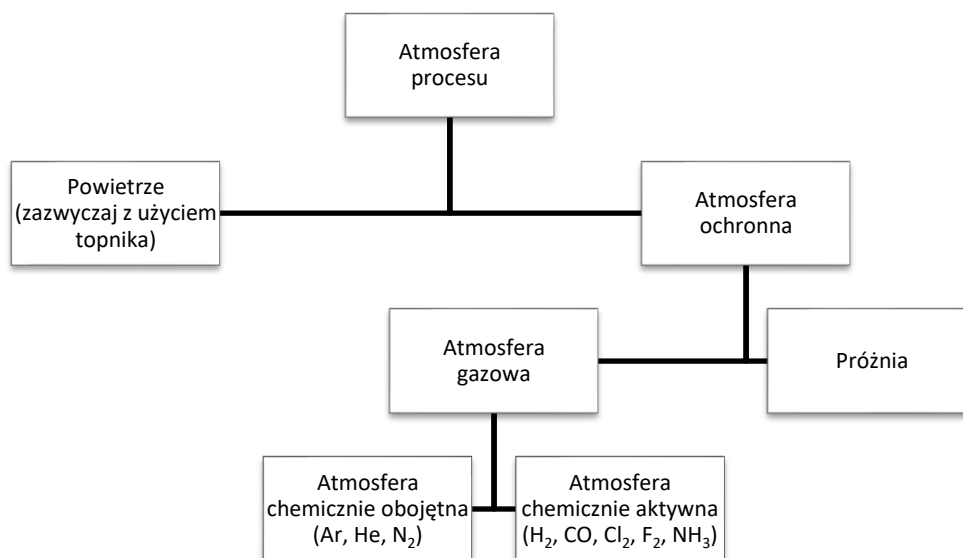 Atmosfera
procesu
Powietrze
(zazwyczaj z użyciem
topnika)
Atmosfera
ochronna
Atmosfera
gazowa
Próżnia
Atmosfera
chemicznie obojętna
(Ar, He, N₂)
Atmosfera
chemicznie aktywna
(H₂, CO, Cl₂, F₂, NH₃)